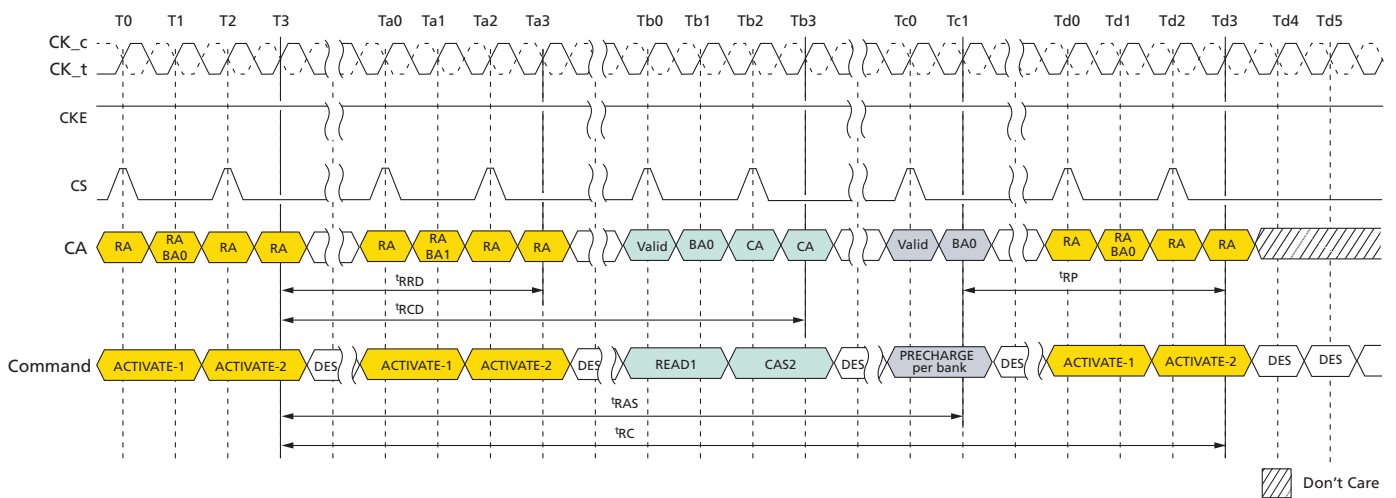 T0 T1 T2 T3 Ta0 Ta1 Ta2 Ta3 Tb0 Tb1 Tb2 Tb3 Tc0 Tc1 Td0 Td1 Td2 Td3 Td4 Td5
CK_c
CK_t
CKE
CS
CA RA RA BA0 RA RA RA RA BA1 RA RA Valid BA0 CA CA Valid BA0 RA RA BA0 RA RA
tRRD tRP
tRCD
Command ACTIVATE-1 ACTIVATE-2 DES ACTIVATE-1 ACTIVATE-2 DES READ1 CAS2 DES PRECHARGE per bank DES ACTIVATE-1 ACTIVATE-2 DES DES
tRAS
tRC
Don't Care